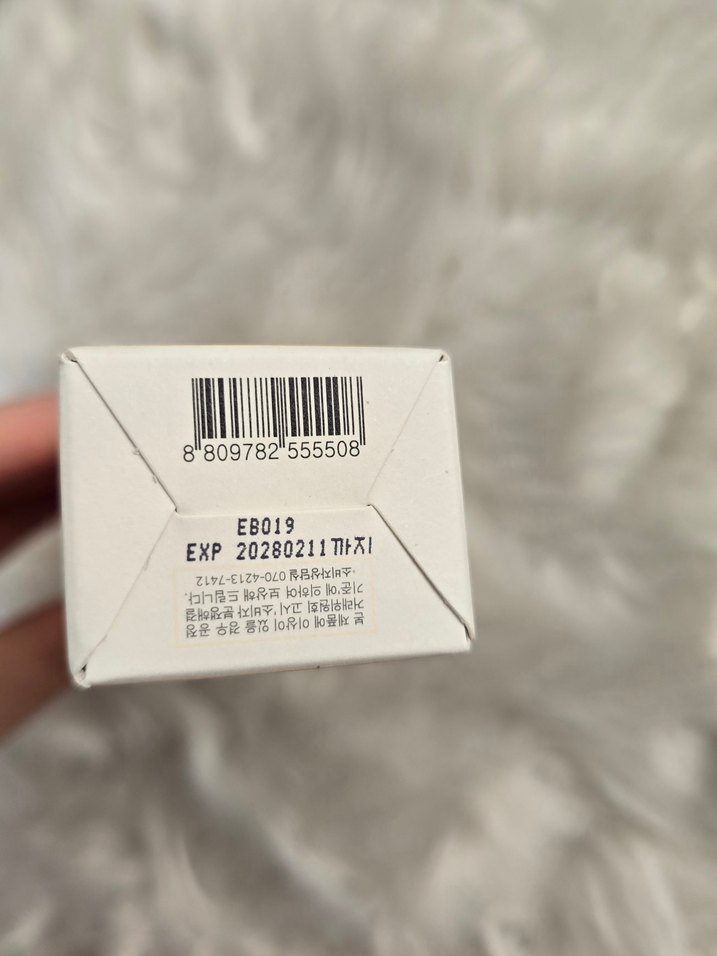 8 809782 555508
EB019
EXP 20280211까지
본 제품에 이상이 있을 경우 공정
거래위원회 고시 '소비자 분쟁해결
기준'에 의하여 보상해 드립니다.
·소비자상담실 070-4213-7412